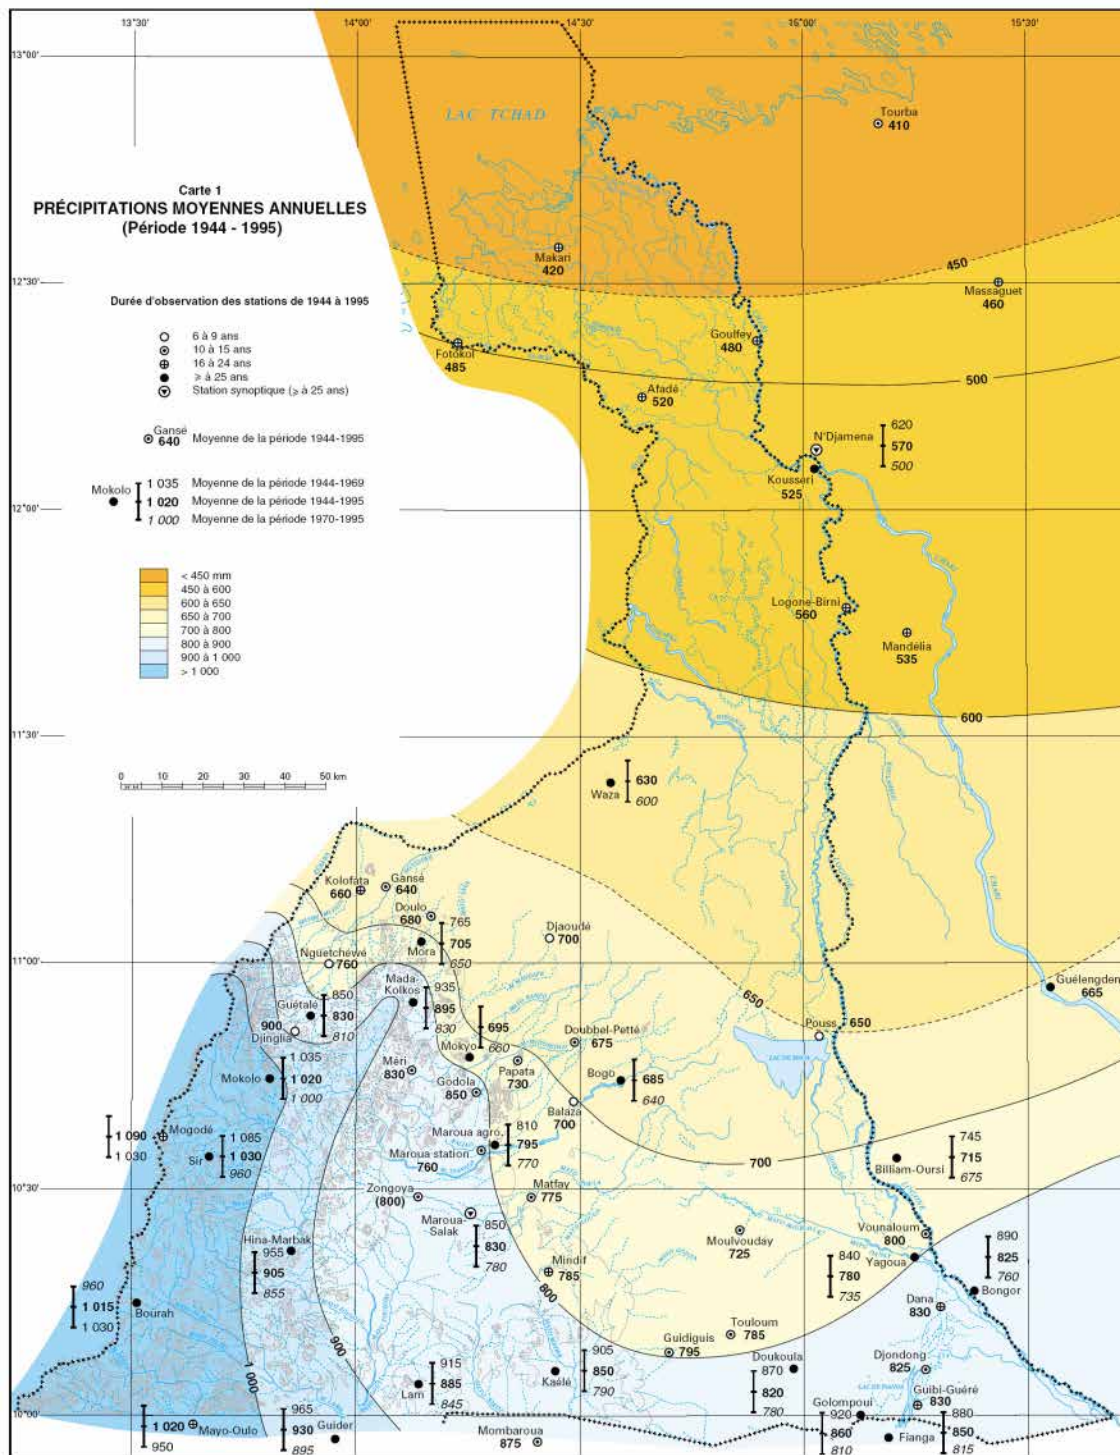 13°30'
14°00'
14°30'
15°00'
15°30'
13°00'
12°30'
12°00'
11°30'
11°00'
10°30'
10°00'
Carte 1
PRÉCIPITATIONS MOYENNES ANNUELLES
(Période 1944 - 1995)
Durée d'observation des stations de 1944 à 1995
6 à 9 ans
10 à 15 ans
16 à 24 ans
⩾ à 25 ans
Station synoptique (⩾ à 25 ans)
Gansé
640 Moyenne de la période 1944-1995
Mokolo
1 035 Moyenne de la période 1944-1969
1 020 Moyenne de la période 1944-1995
1 000 Moyenne de la période 1970-1995
< 450 mm
450 à 600
600 à 650
650 à 700
700 à 800
800 à 900
900 à 1 000
> 1 000
0 10 20 30 40 50 km
LAC TCHAD
Tourba
410
Makari
420
450
Massaguet
460
Goulfey
480
Fotokol
485
500
Afadé
520
N'Djamena
620
570
500
Kousseri
525
CHARI
Logone-Birni
560
Mandélia
535
600
Waza
630
600
CHARI
Kolofata
660
Gansé
640
Doulo
680
Mora
765
705
650
Djaoudé
700
Nguetchéwé
760
Guétalé
850
830
810
900
Djinglia
Mada-Kolkos
935
895
830
Mokyo
695
660
650
650
Guélengdeng
665
Pouss
Doubbel-Petté
675
Papata
730
Bogo
685
640
Mokolo
1 035
1 020
1 000
Méri
830
Godola
850
Balaza
700
Mogodé
1 090
1 030
Sir
1 085
1 030
960
Maroua agro.
810
795
770
Maroua station
760
700
Billiam-Oursi
745
715
675
Zongoya
(800)
Matfay
775
Maroua-Salak
850
830
780
Moulvouday
725
Vounaloum
800
Yagoua
840
780
735
Hina-Marbak
955
905
855
Mindif
785
800
Bongor
890
825
760
Bourah
960
1 015
1 030
Dana
830
Touloum
785
Guidiguis
795
900
1 000
Doukoula
870
820
780
Djondong
825
Lam
915
885
845
Kaélé
905
850
790
Guibi-Guéré
830
Golompoui
920
860
810
Fianga
880
850
815
Mayo-Oulo
1 020
950
Guider
965
930
895
Mombaroua
875